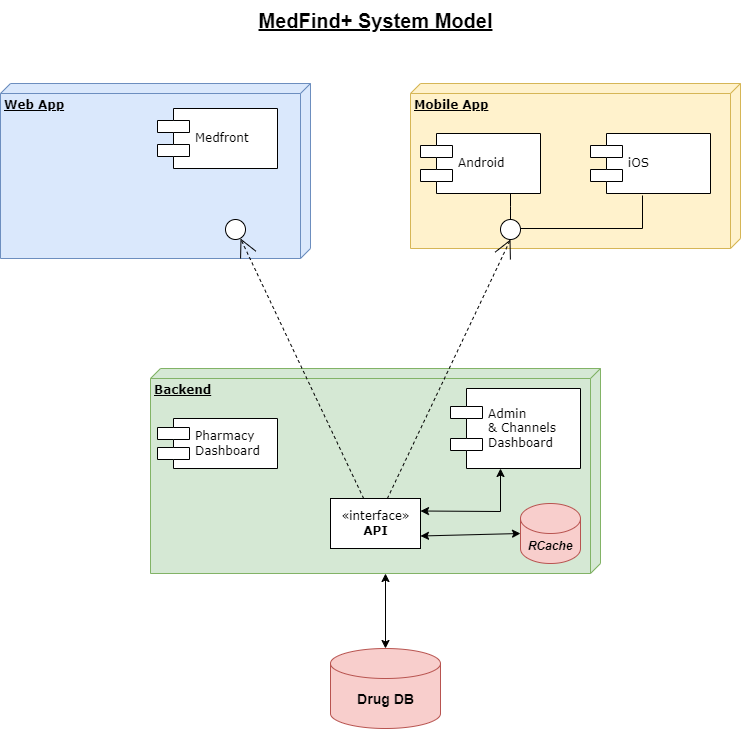 MedFind+ System Model
Web App
Medfront
Mobile App
Android
iOS
Backend
Pharmacy
Dashboard
Admin
& Channels
Dashboard
«interface»
API
RCache
Drug DB